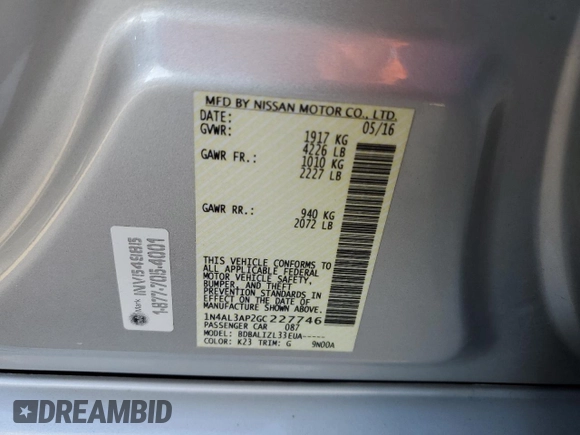 MFD BY NISSAN MOTOR CO., LTD.
DATE: 05/16
GVWR: 1917 KG
4226 LB
GAWR FR.: 1010 KG
2227 LB
GAWR RR.: 940 KG
2072 LB
THIS VEHICLE CONFORMS TO
ALL APPLICABLE FEDERAL
MOTOR VEHICLE SAFETY,
BUMPER, AND THEFT
PREVENTION STANDARDS
IN EFFECT ON THE DATE OF
MANUFACTURE SHOWN ABOVE.
1N4AL3AP2GC227746
PASSENGER CAR 087
MODEL: BDBALIZL33EUA-----
COLOR: K23 TRIM: G 9N00A
1-877-705-4001
DREAMBID